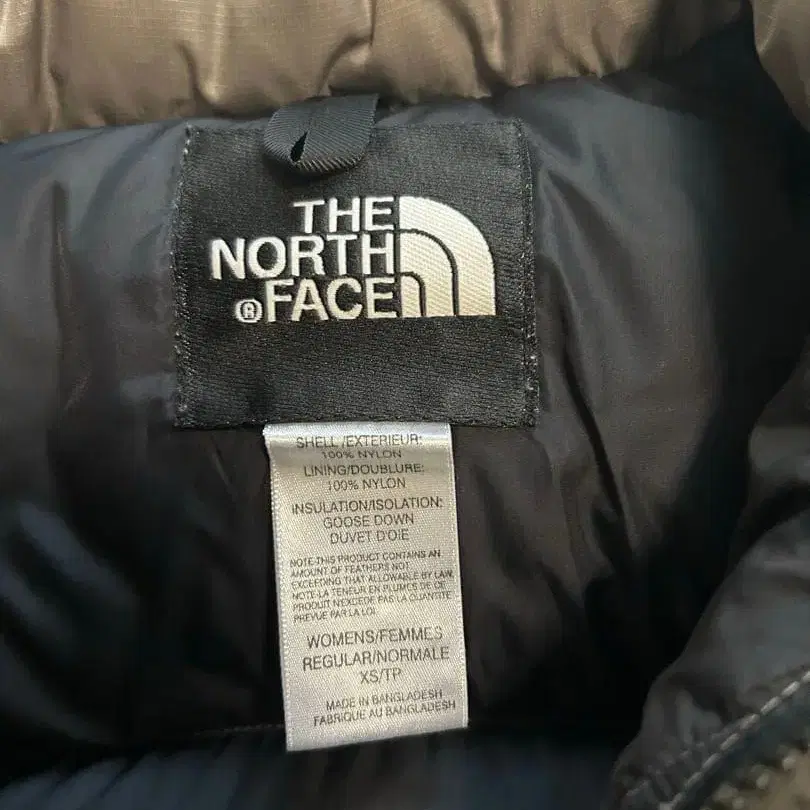 THE
NORTH
® FACE
SHELL/EXTERIEUR:
100% NYLON
LINING/DOUBLURE:
100% NYLON
INSULATION/ISOLATION:
GOOSE DOWN
DUVET D'OIE
NOTE THIS PRODUCT CONTAINS AN
AMOUNT OF FEATHERS NOT
EXCEEDING THAT ALLOWABLE BY LAW.
NOTE-LA TENEUR EN PLUMES DE CE
PRODUIT N'EXCEDE PAS LA QUANTITE
PREVUE PAR LA LOI.
WOMENS/FEMMES
REGULAR/NORMALE
XS/TP
MADE IN BANGLADESH
FABRIQUE AU BANGLADESH